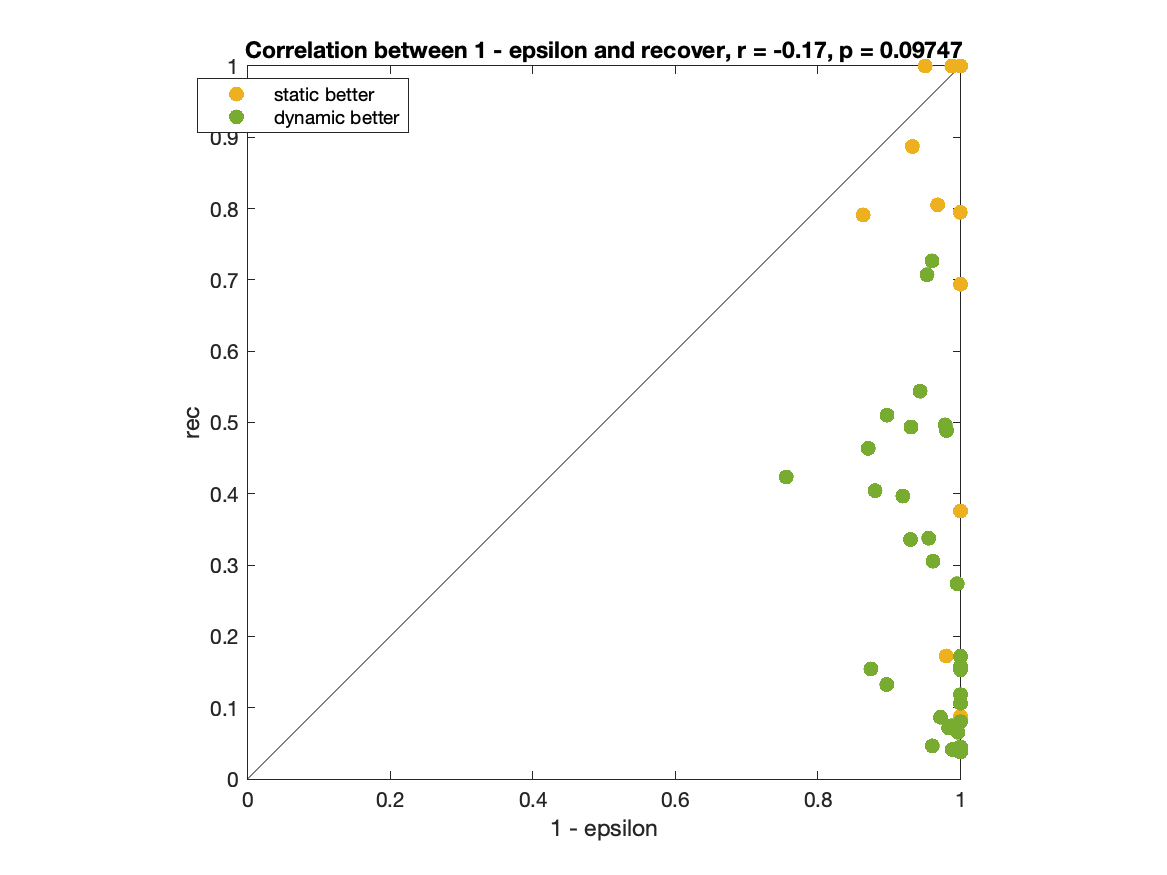 Correlation between 1 - epsilon and recover, r = -0.17, p = 0.09747
1
static better
dynamic better
0.9
0.8
0.7
0.6
rec
0.5
0.4
0.3
0.2
0.1
0
0 0.2 0.4 0.6 0.8 1
1 - epsilon